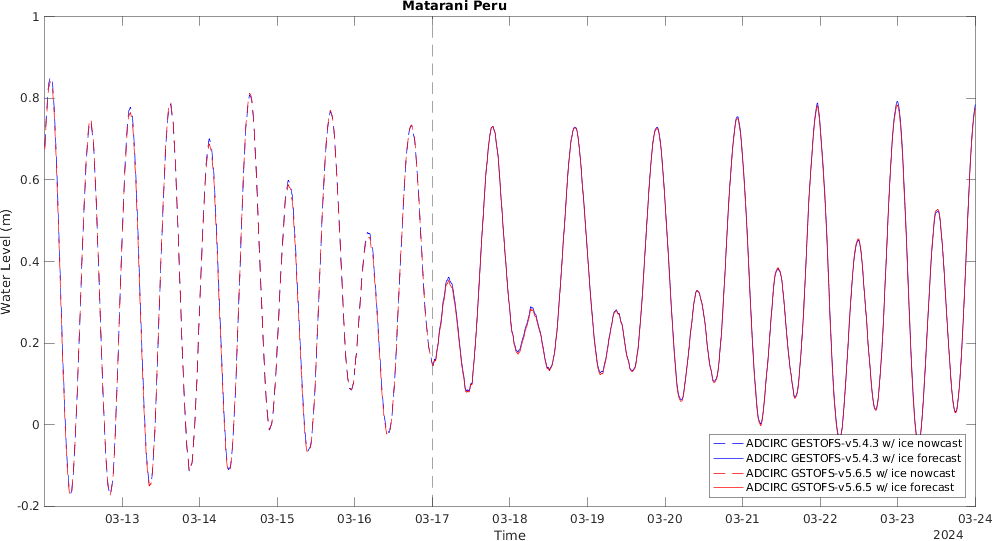 Matarani Peru
1
0.8
0.6
0.4
0.2
0
-0.2
Water Level (m)
03-13 03-14 03-15 03-16 03-17 03-18 03-19 03-20 03-21 03-22 03-23 03-24
Time
2024
ADCIRC GESTOFS-v5.4.3 w/ ice nowcast
ADCIRC GESTOFS-v5.4.3 w/ ice forecast
ADCIRC GSTOFS-v5.6.5 w/ ice nowcast
ADCIRC GSTOFS-v5.6.5 w/ ice forecast